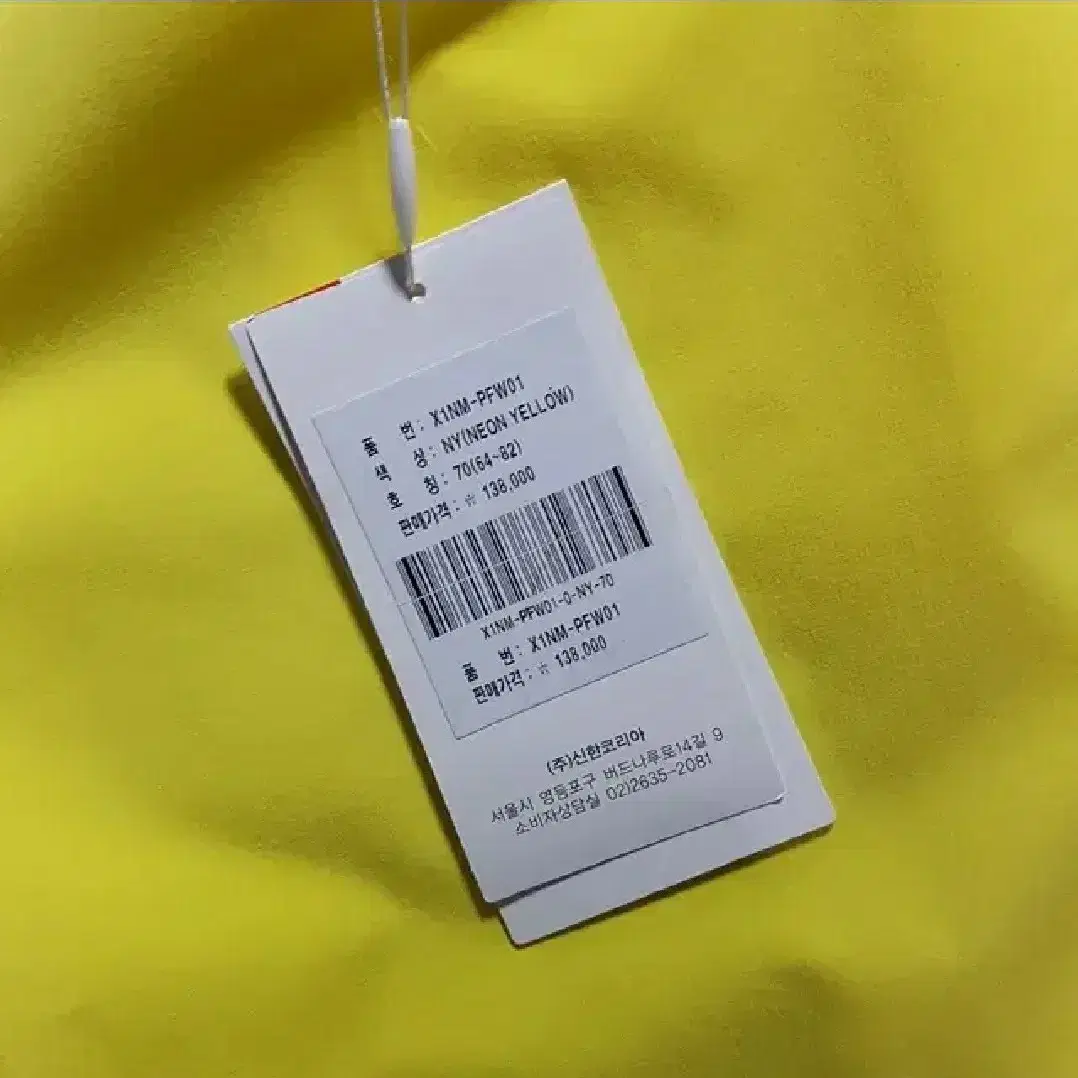 품 번 : X1NM-PFW01
색 상 : NY(NEON YELLOW)
호 칭 : 70(64~82)
판매가격 : ☆ 138,000
X1NM-PFW01-0-NY-70
품 번 : X1NM-PFW01
판매가격 : ☆ 138,000
(주)신한코리아
서울시 영등포구 버드나루로14길 9
소비자상담실 02)2635-2081